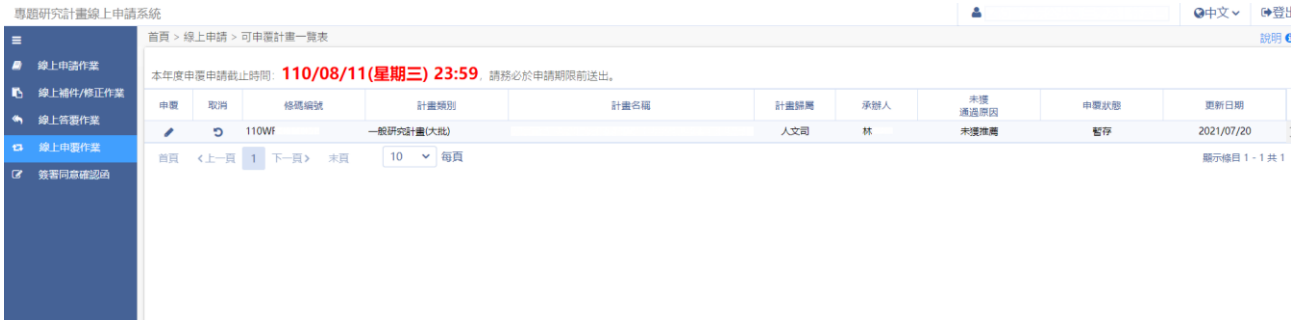 專題研究計畫線上申請系統
中文
登出
首頁 > 線上申請 > 可申覆計畫一覽表
說明
線上申請作業
線上補件/修正作業
線上答覆作業
線上申覆作業
簽署同意確認函
本年度申覆申請截止時間: 110/08/11(星期三) 23:59, 請務必於申請期限前送出。
申覆 取消 條碼編號 計畫類別 計畫名稱 計畫歸屬 承辦人 未獲通過原因 申覆狀態 更新日期
110WF 一般研究計畫(大批) 人文司 林 未獲推薦 暫存 2021/07/20
首頁 <上一頁 1 下一頁> 末頁 10 每頁
顯示條目 1 - 1 共 1